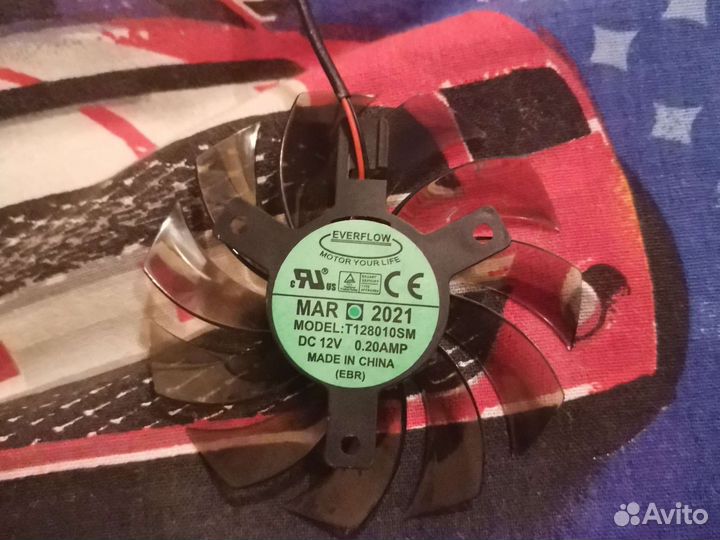 EVERFLOW
MOTOR YOUR LIFE
c RU us CE
MAR 2021
MODEL:T128010SM
DC 12V 0.20AMP
MADE IN CHINA
(EBR)
Avito